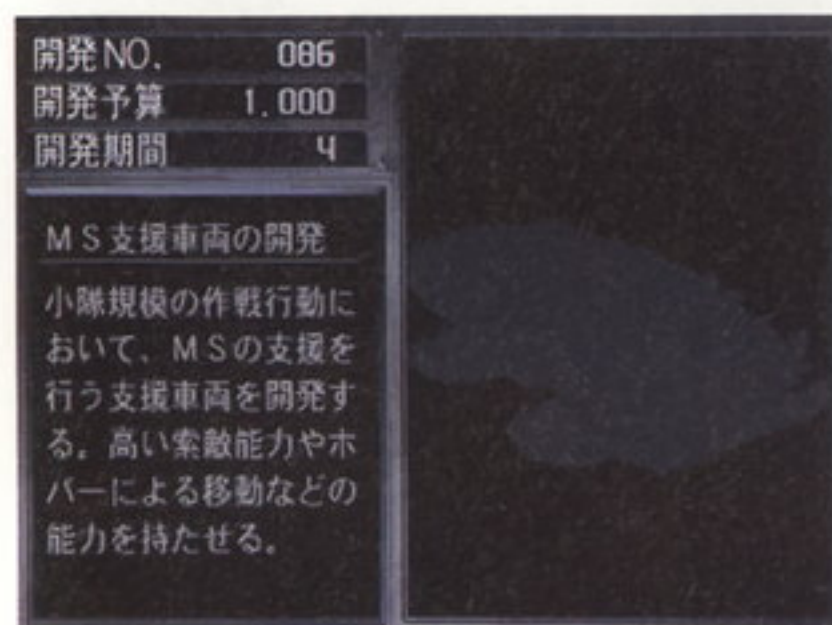 開発NO. 086
開発予算 1,000
開発期間 4
MS支援車両の開発
小隊規模の作戦行動に
おいて、MSの支援を
行う支援車両を開発す
る。高い索敵能力やホ
バーによる移動などの
能力を持たせる。